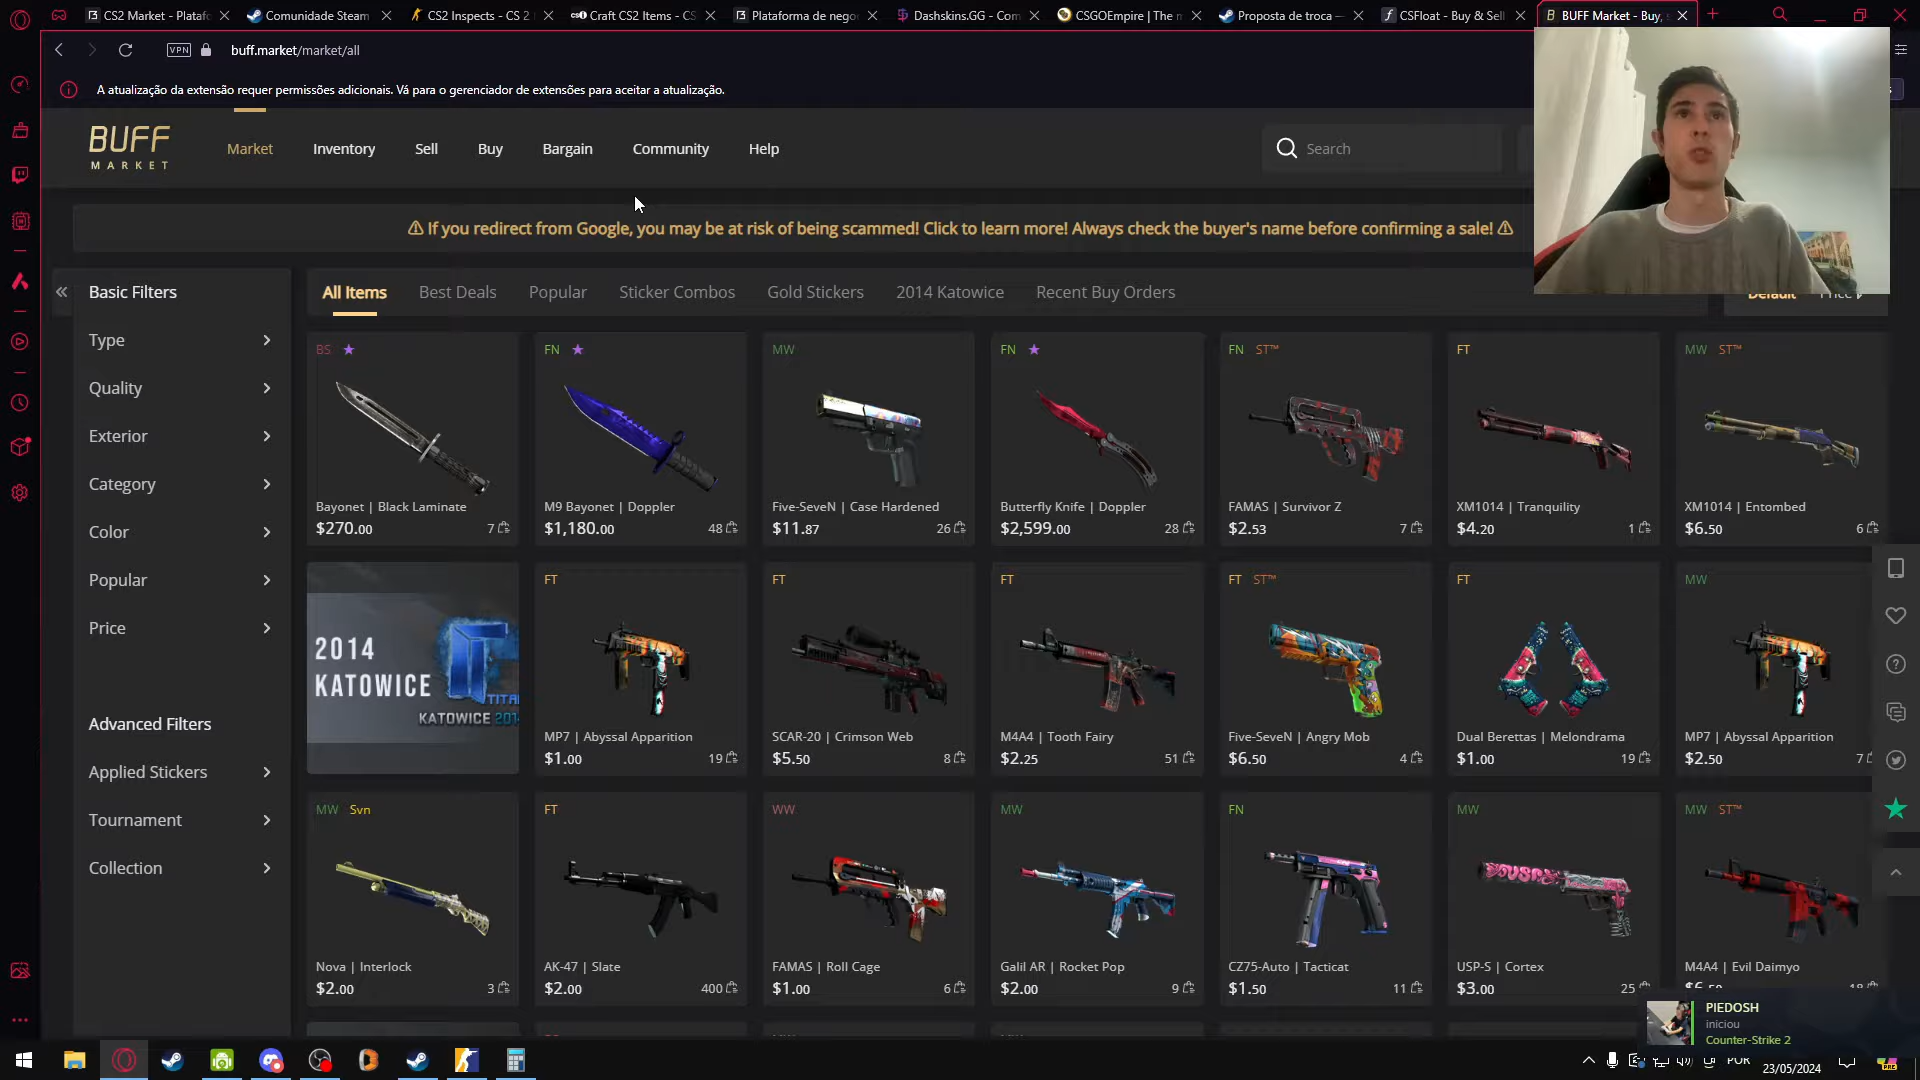 CS2 Market - Plataf
Comunidade Steam
CS2 Inspects - CS 2
Craft CS2 Items - CS
Plataforma de nego
Dashskins.GG - Com
CSGOEmpire | The m
Proposta de troca —
CSFloat - Buy & Sell
BUFF Market - Buy,
VPN
buff.market/market/all
A atualização da extensão requer permissões adicionais. Vá para o gerenciador de extensões para aceitar a atualização.
BUFF
MARKET
Market
Inventory
Sell
Buy
Bargain
Community
Help
Search
⚠ If you redirect from Google, you may be at risk of being scammed! Click to learn more! Always check the buyer's name before confirming a sale! ⚠
Basic Filters
Type
Quality
Exterior
Category
Color
Popular
Price
Advanced Filters
Applied Stickers
Tournament
Collection
All Items
Best Deals
Popular
Sticker Combos
Gold Stickers
2014 Katowice
Recent Buy Orders
Default
Price
BS ★
Bayonet | Black Laminate
$270.00 7
FN ★
M9 Bayonet | Doppler
$1,180.00 48
MW
Five-SeveN | Case Hardened
$11.87 26
FN ★
Butterfly Knife | Doppler
$2,599.00 28
FN ST™
FAMAS | Survivor Z
$2.53 7
FT
XM1014 | Tranquility
$4.20 1
MW ST™
XM1014 | Entombed
$6.50 6
2014
KATOWICE
TITA
KATOWICE 2014
FT
MP7 | Abyssal Apparition
$1.00 19
FT
SCAR-20 | Crimson Web
$5.50 8
FT
M4A4 | Tooth Fairy
$2.25 51
FT ST™
Five-SeveN | Angry Mob
$6.50 4
FT
Dual Berettas | Melondrama
$1.00 19
MW
MP7 | Abyssal Apparition
$2.50 7
MW Svn
Nova | Interlock
$2.00 3
FT
AK-47 | Slate
$2.00 400
WW
FAMAS | Roll Cage
$1.00 6
MW
Galil AR | Rocket Pop
$2.00 9
FN
CZ75-Auto | Tacticat
$1.50 11
MW
USP-S | Cortex
$3.00 25
MW ST™
M4A4 | Evil Daimyo
$6.50 18
PIEDOSH
iniciou
Counter-Strike 2
POR
23/05/2024